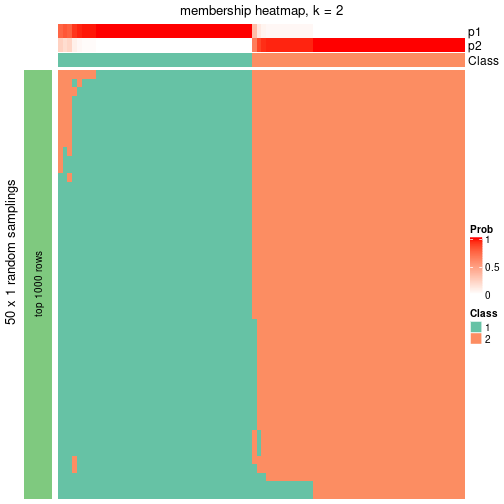 membership heatmap, k = 2
p1
p2
Class
50 x 1 random samplings
top 1000 rows
Prob
1
0.5
0
Class
1
2